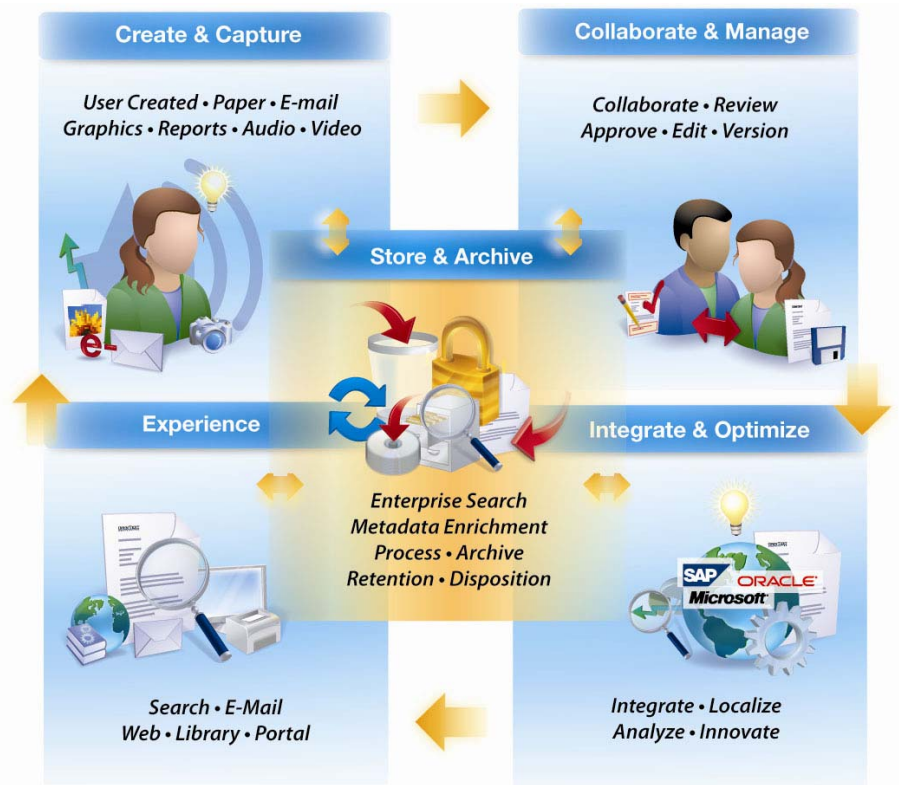 Create & Capture
User Created • Paper • E-mail
Graphics • Reports • Audio • Video
Collaborate & Manage
Collaborate • Review
Approve • Edit • Version
Store & Archive
Enterprise Search
Metadada Enrichment
Process • Archive
Retention • Disposition
Experience
Search • E-Mail
Web • Library • Portal
Integrate & Optimize
SAP ORACLE
Microsoft
Integrate • Localize
Analyze • Innovate
e-